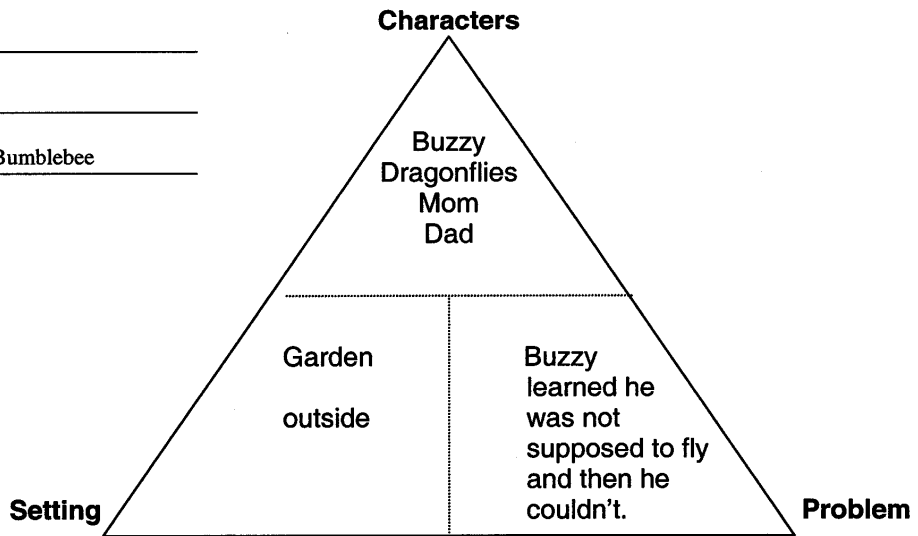 Characters
Bumblebee
Buzzy
Dragonflies
Mom
Dad
Garden
outside
Buzzy
learned he
was not
supposed to fly
and then he
couldn't.
Setting
Problem